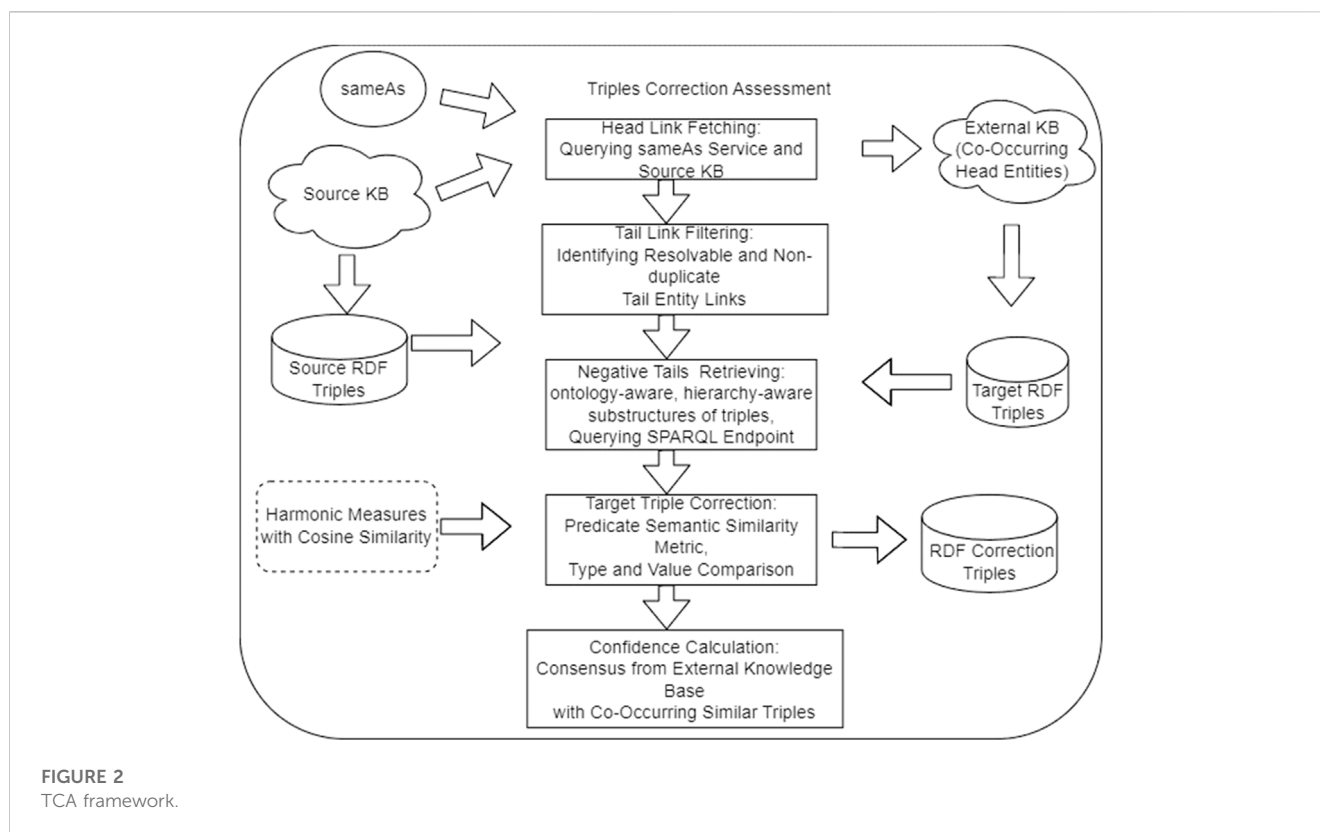 sameAs
Triples Correction Assessment
Head Link Fetching:
Querying sameAs Service and
Source KB
External KB
(Co-Occurring
Head Entities)
Source KB
Tail Link Filtering:
Identifying Resolvable and Non-
duplicate
Tail Entity Links
Source RDF
Triples
Negative Tails Retrieving:
ontology-aware, hierarchy-aware
substructures of triples,
Querying SPARQL Endpoint
Target RDF
Triples
Harmonic Measures
with Cosine Similarity
Target Triple Correction:
Predicate Semantic Similarity
Metric,
Type and Value Comparison
RDF Correction
Triples
Confidence Calculation:
Consensus from External Knowledge
Base
with Co-Occurring Similar Triples
FIGURE 2
TCA framework.